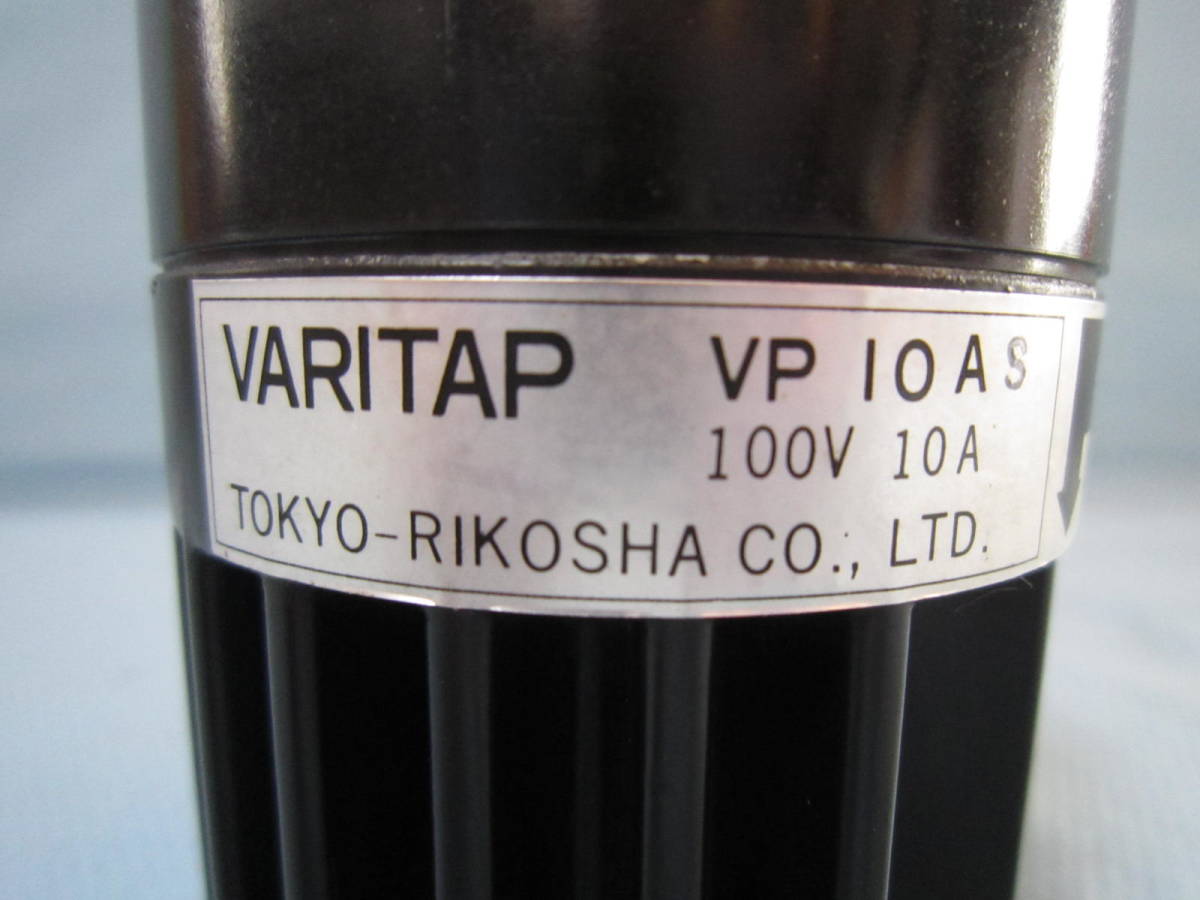 VARITAP VP 10AS
100V 10A
TOKYO-RIKOSHA CO., LTD.